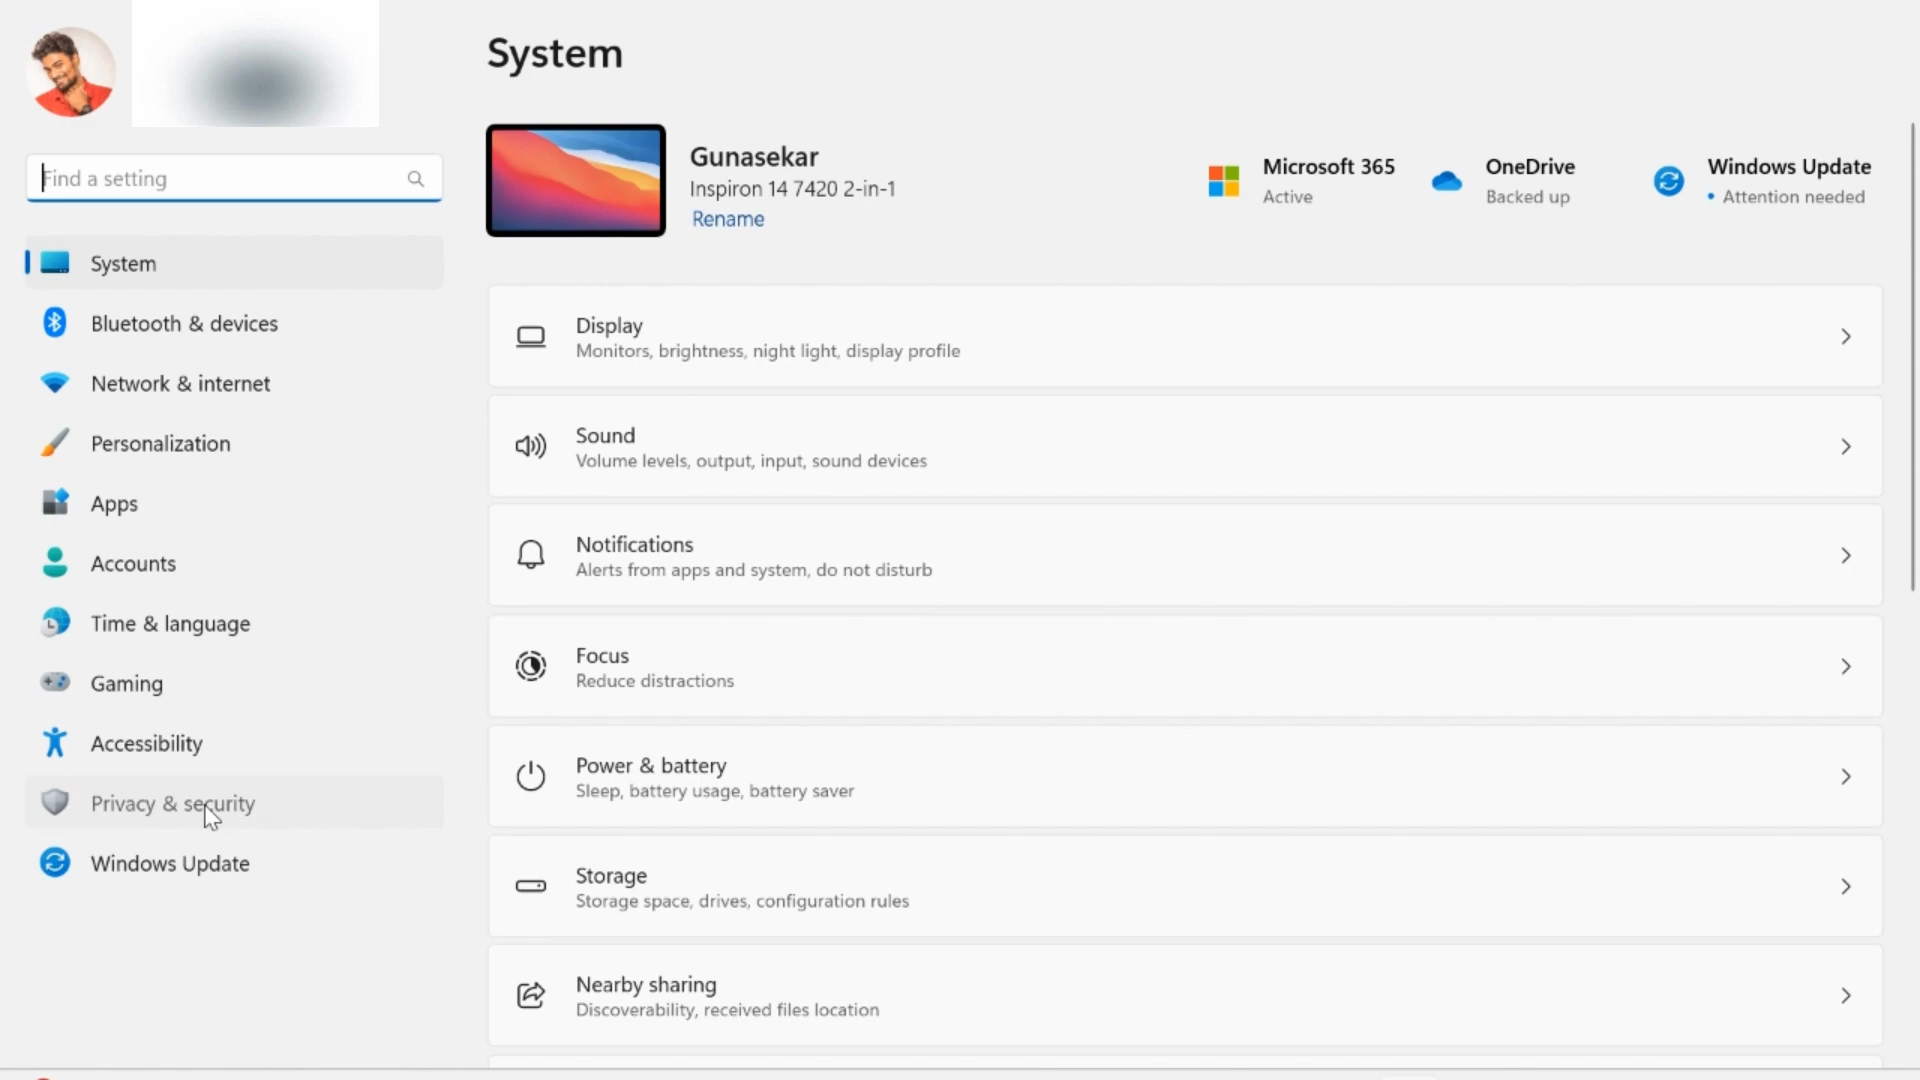 System
Find a setting
Gunasekar
Inspiron 14 7420 2-in-1
Rename
Microsoft 365
Active
OneDrive
Backed up
Windows Update
• Attention needed
System
Bluetooth & devices
Network & internet
Personalization
Apps
Accounts
Time & language
Gaming
Accessibility
Privacy & security
Windows Update
Display
Monitors, brightness, night light, display profile
Sound
Volume levels, output, input, sound devices
Notifications
Alerts from apps and system, do not disturb
Focus
Reduce distractions
Power & battery
Sleep, battery usage, battery saver
Storage
Storage space, drives, configuration rules
Nearby sharing
Discoverability, received files location